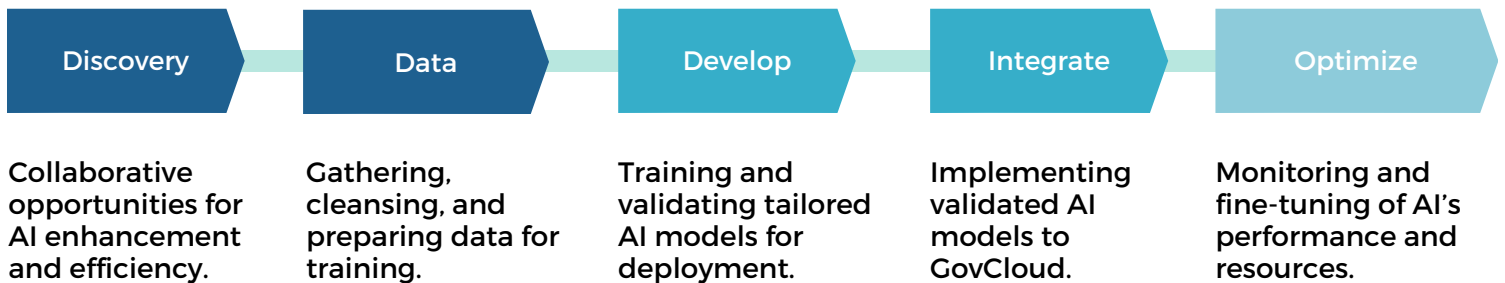 Discovery
Data
Develop
Integrate
Optimize
Collaborative
opportunities for
AI enhancement
and efficiency.
Gathering,
cleansing, and
preparing data for
training.
Training and
validating tailored
AI models for
deployment.
Implementing
validated AI
models to
GovCloud.
Monitoring and
fine-tuning of AI's
performance and
resources.